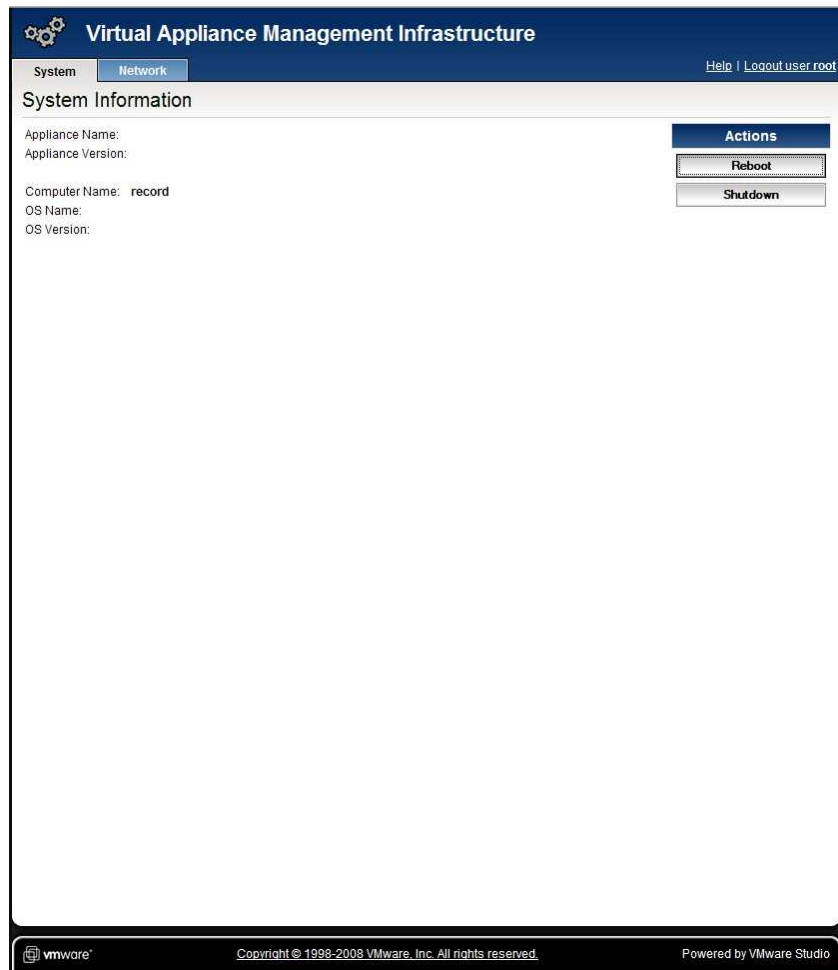 Virtual Appliance Management Infrastructure
System Network Help | Logout user root
System Information
Appliance Name:
Appliance Version:
Computer Name: record
OS Name:
OS Version:
Actions
Reboot
Shutdown
vmware® Copyright © 1998-2008 VMware, Inc. All rights reserved. Powered by VMware Studio